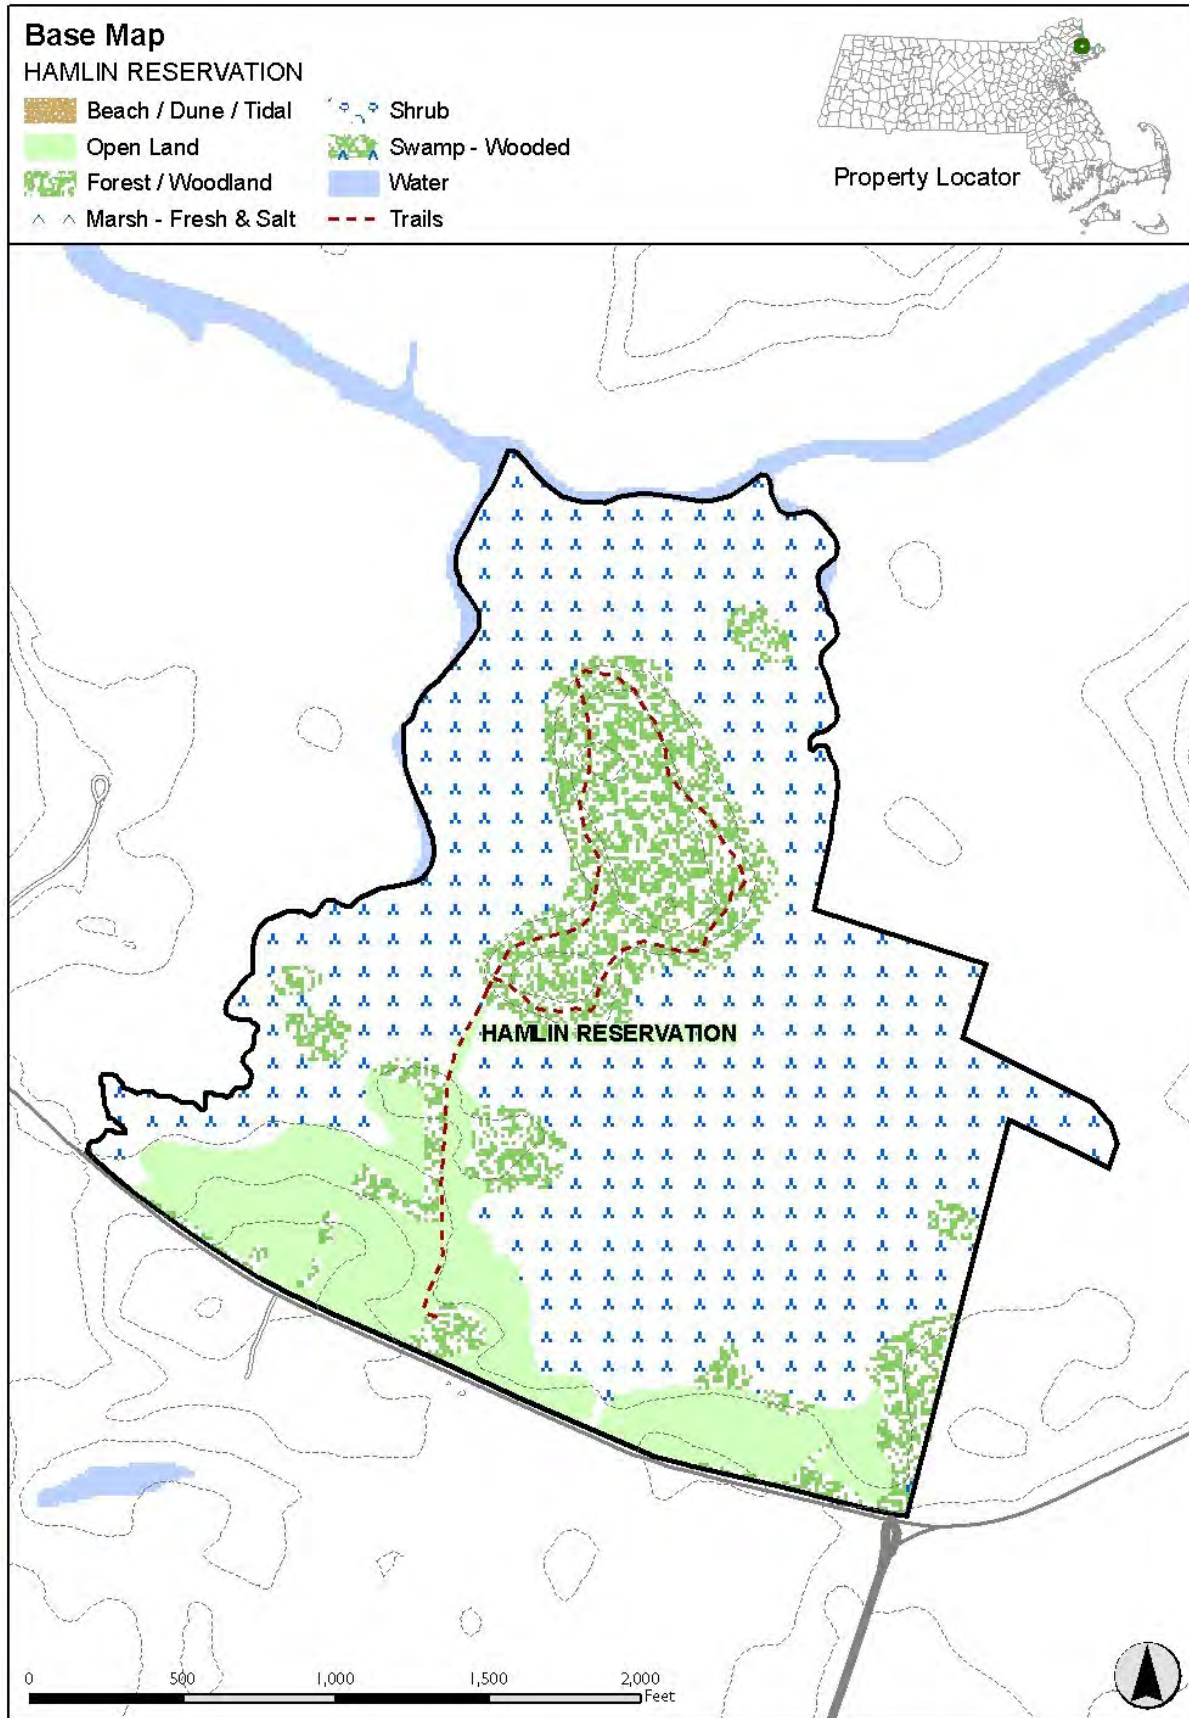 Base Map
HAMLIN RESERVATION
Beach / Dune / Tidal
Open Land
Forest / Woodland
Marsh - Fresh & Salt
Shrub
Swamp - Wooded
Water
Trails
Property Locator
HAMLIN RESERVATION
0 500 1,000 1,500 2,000
Feet